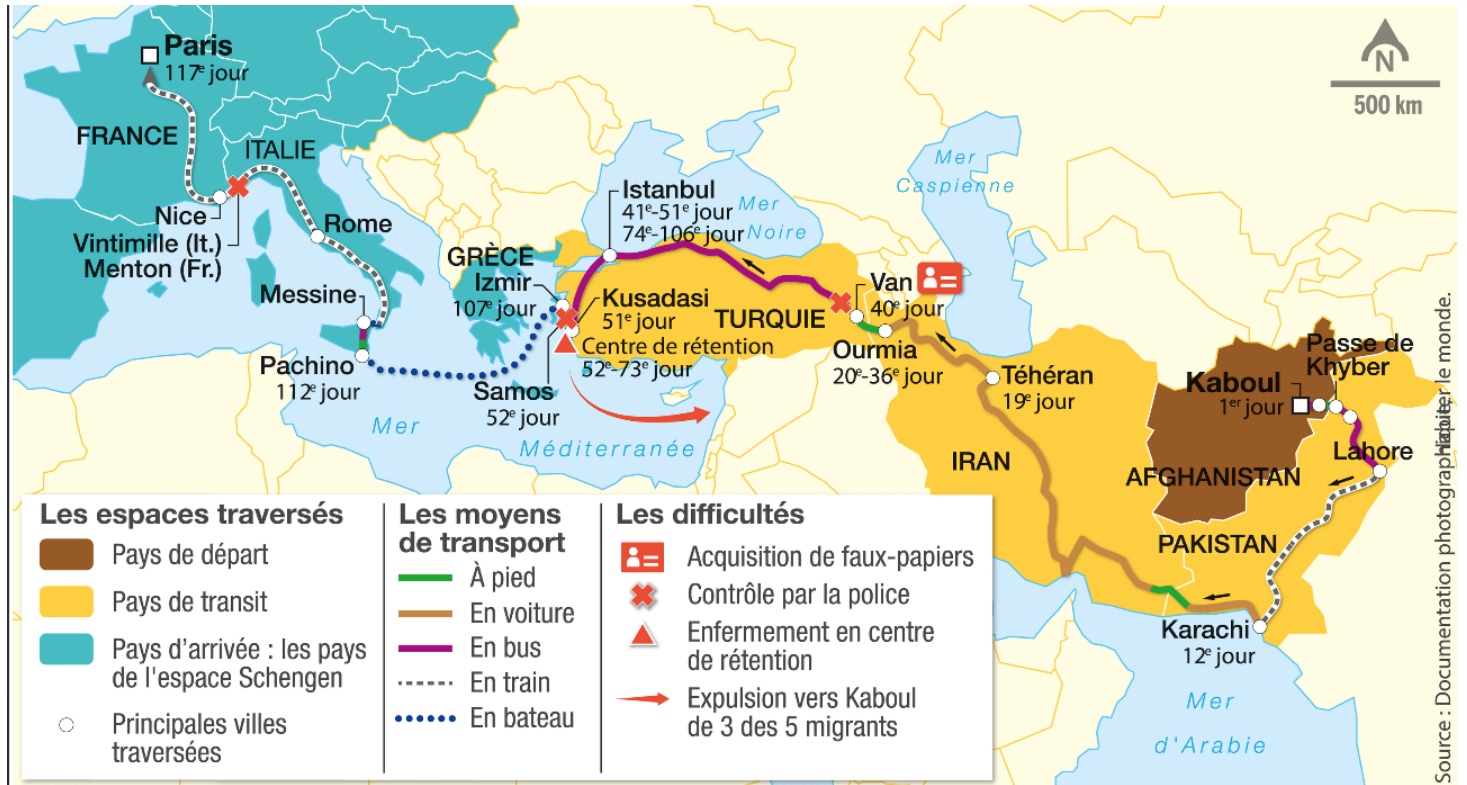 Paris
117e jour
FRANCE
ITALIE
Nice
Vintimille (It.)
Menton (Fr.)
Rome
Messine
Pachino
112e jour
GRÈCE
Izmir
107e jour
Samos
52e jour
Istanbul
41e-51e jour
74e-106e jour
Mer
Noire
Kusadasi
51e jour
Centre de rétention
52e-73e jour
TURQUIE
Van
40e jour
Ourmia
20e-36e jour
Mer
Caspienne
Téhéran
19e jour
IRAN
Kaboul
1er jour
Passe de
Khyber
Lahore
AFGHANISTAN
PAKISTAN
Karachi
12e jour
Mer
Méditerranée
Mer
d'Arabie
N
500 km
Les espaces traversés
Pays de départ
Pays de transit
Pays d'arrivée : les pays
de l'espace Schengen
Principales villes
traversées
Les moyens
de transport
À pied
En voiture
En bus
En train
En bateau
Les difficultés
Acquisition de faux-papiers
Contrôle par la police
Enfermement en centre
de rétention
Expulsion vers Kaboul
de 3 des 5 migrants
Source : Documentation photographique, le monde.